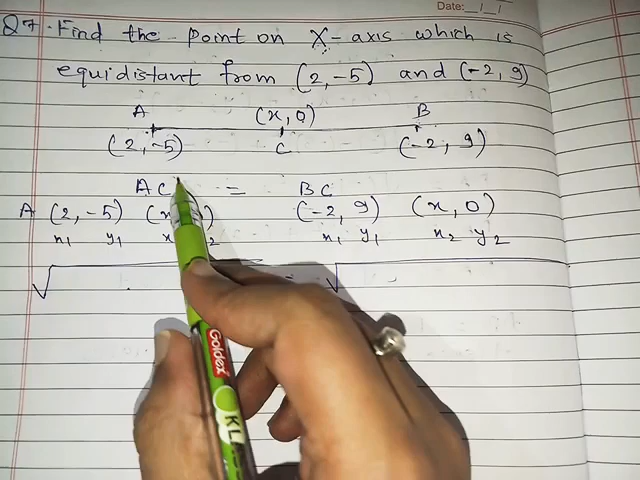 Date: _|_|_
Q7. Find the point on X-axis which is
equidistant from (2, -5) and (-2, 9)
A (x, 0) B
(2, -5) C (-2, 9)
AC = BC
A (2, -5) (-2, 9) (x, 0)
x1 y1 x1 y1 x2 y2
√ = √
Goldex
KL